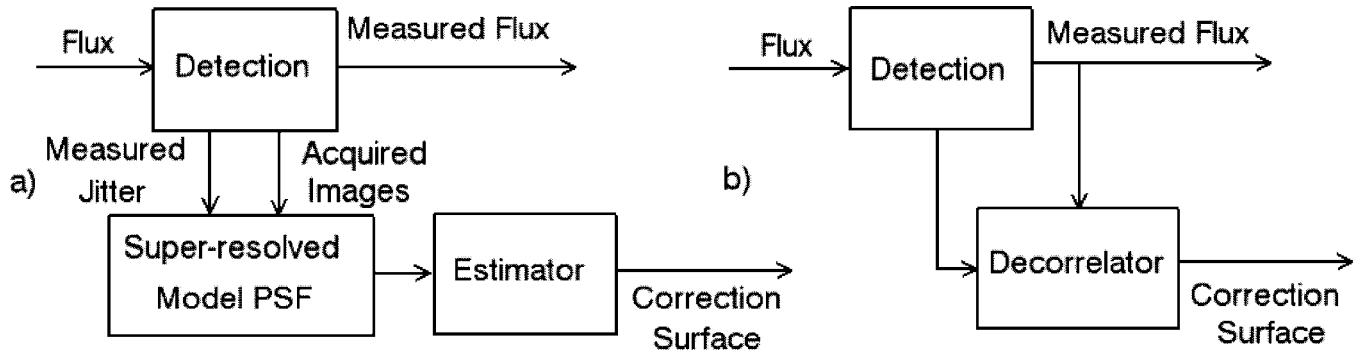 Flux
Detection
Measured Flux
Measured
Jitter
Acquired
Images
a)
Super-resolved
Model PSF
Estimator
Correction
Surface
Flux
Detection
Measured Flux
b)
Decorrelator
Correction
Surface